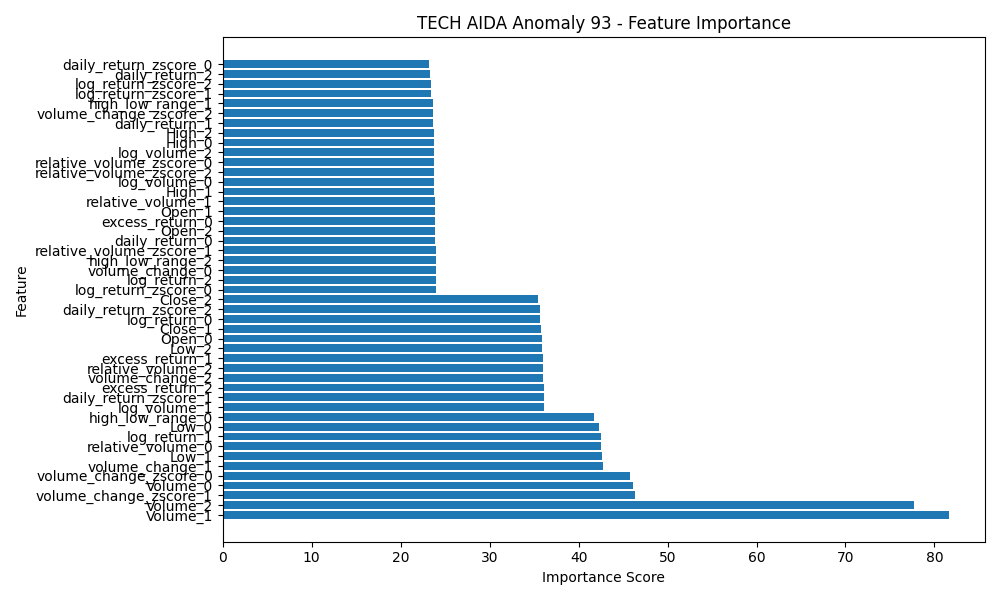 TECH AIDA Anomaly 93 - Feature Importance
daily_return_zscore_0
daily_return_2
log_return_zscore_2
log_return_zscore_1
high_low_range_1
volume_change_zscore_2
daily_return_1
High_2
High_0
log_volume_2
relative_volume_zscore_0
relative_volume_zscore_2
log_volume_0
High_1
relative_volume_1
Open_1
excess_return_0
Open_2
daily_return_0
relative_volume_zscore_1
high_low_range_2
volume_change_0
log_return_2
log_return_zscore_0
Close_2
daily_return_zscore_2
log_return_0
Close_1
Open_0
Low_2
excess_return_1
relative_volume_2
volume_change_2
excess_return_2
daily_return_zscore_1
log_volume_1
high_low_range_0
Low_0
log_return_1
relative_volume_0
Low_1
volume_change_1
volume_change_zscore_0
Volume_0
volume_change_zscore_1
Volume_2
Volume_1
Feature
0 10 20 30 40 50 60 70 80
Importance Score